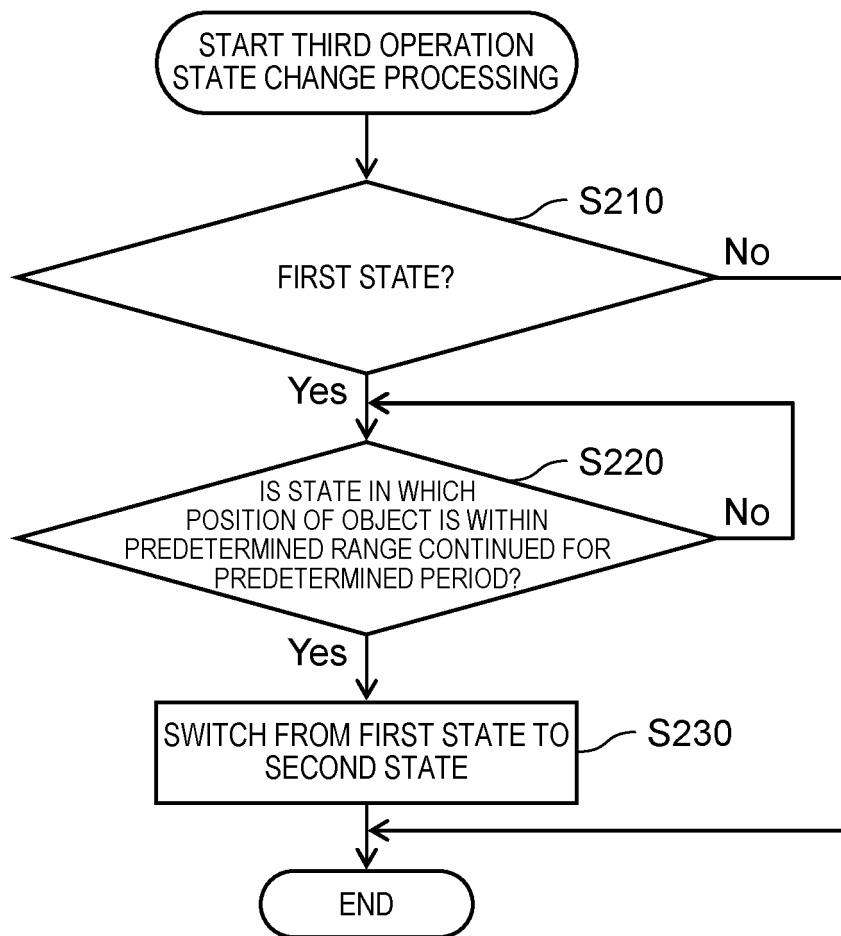 START THIRD OPERATION
STATE CHANGE PROCESSING
S210
FIRST STATE?
No
Yes
S220
IS STATE IN WHICH
POSITION OF OBJECT IS WITHIN
PREDETERMINED RANGE CONTINUED FOR
PREDETERMINED PERIOD?
No
Yes
SWITCH FROM FIRST STATE TO
SECOND STATE
S230
END